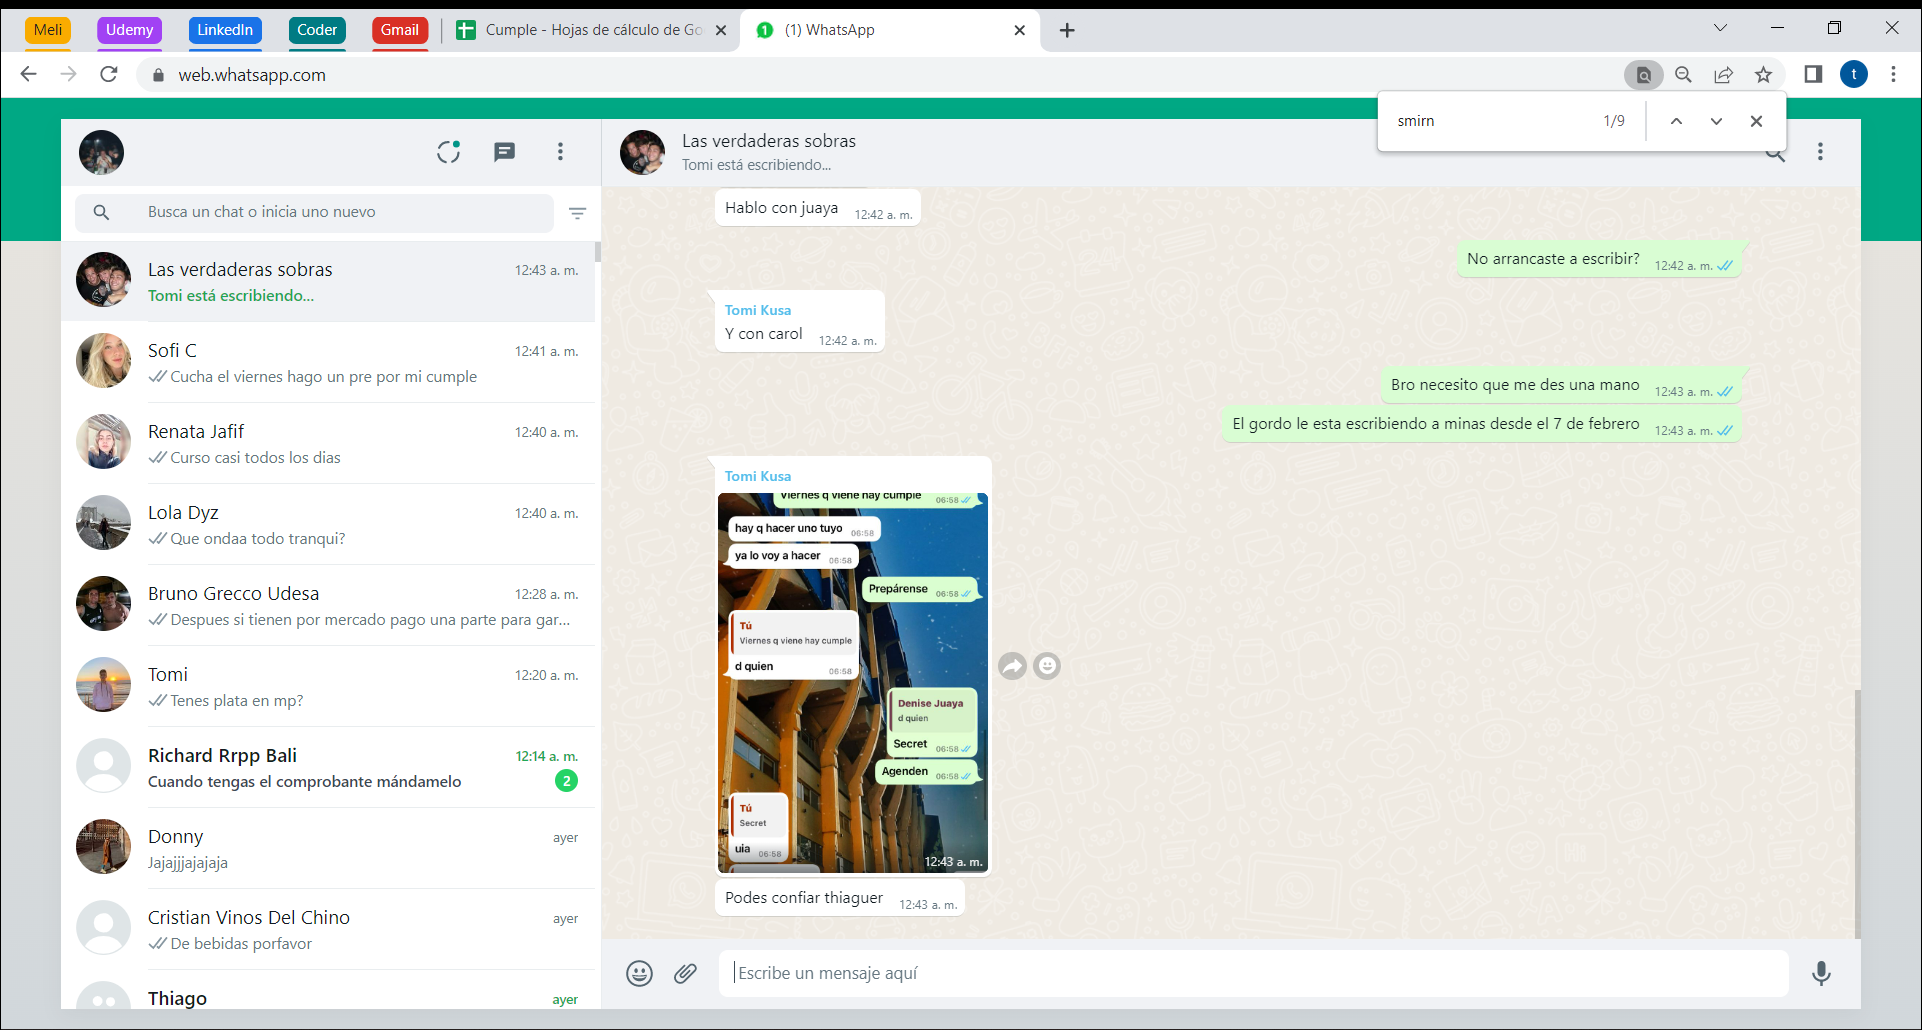 Meli
Udemy
LinkedIn
Coder
Gmail
Cumple - Hojas de cálculo de Go
(1) WhatsApp
web.whatsapp.com
t
smirn
1/9
Las verdaderas sobras
Tomi está escribiendo...
Busca un chat o inicia uno nuevo
Las verdaderas sobras
12:43 a. m.
Tomi está escribiendo...
Sofi C
12:41 a. m.
Cucha el viernes hago un pre por mi cumple
Renata Jafif
12:40 a. m.
Curso casi todos los dias
Lola Dyz
12:40 a. m.
Que ondaa todo tranqui?
Bruno Grecco Udesa
12:28 a. m.
Despues si tienen por mercado pago una parte para gar...
Tomi
12:20 a. m.
Tenes plata en mp?
Richard Rrpp Bali
12:14 a. m.
Cuando tengas el comprobante mándamelo
2
Donny
ayer
Jajajjjajajaja
Cristian Vinos Del Chino
ayer
De bebidas porfavor
Thiago
ayer
Hablo con juaya
12:42 a. m.
No arrancaste a escribir?
12:42 a. m.
Tomi Kusa
Y con carol
12:42 a. m.
Bro necesito que me des una mano
12:43 a. m.
El gordo le esta escribiendo a minas desde el 7 de febrero
12:43 a. m.
Tomi Kusa
Viernes q viene hay cumple
06:58
hay q hacer uno tuyo
06:58
ya lo voy a hacer
06:58
Prepárense
06:58
Tú
Viernes q viene hay cumple
d quien
06:58
Denise Juaya
d quien
Secret
06:58
Agenden
06:58
Tú
Secret
uia
06:58
12:43 a. m.
Podes confiar thiaguer
12:43 a. m.
Escribe un mensaje aquí